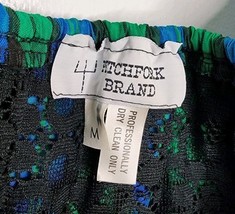 PITCHFORK
BRAND
M
PROFESSIONALLY
DRY CLEAN ONLY